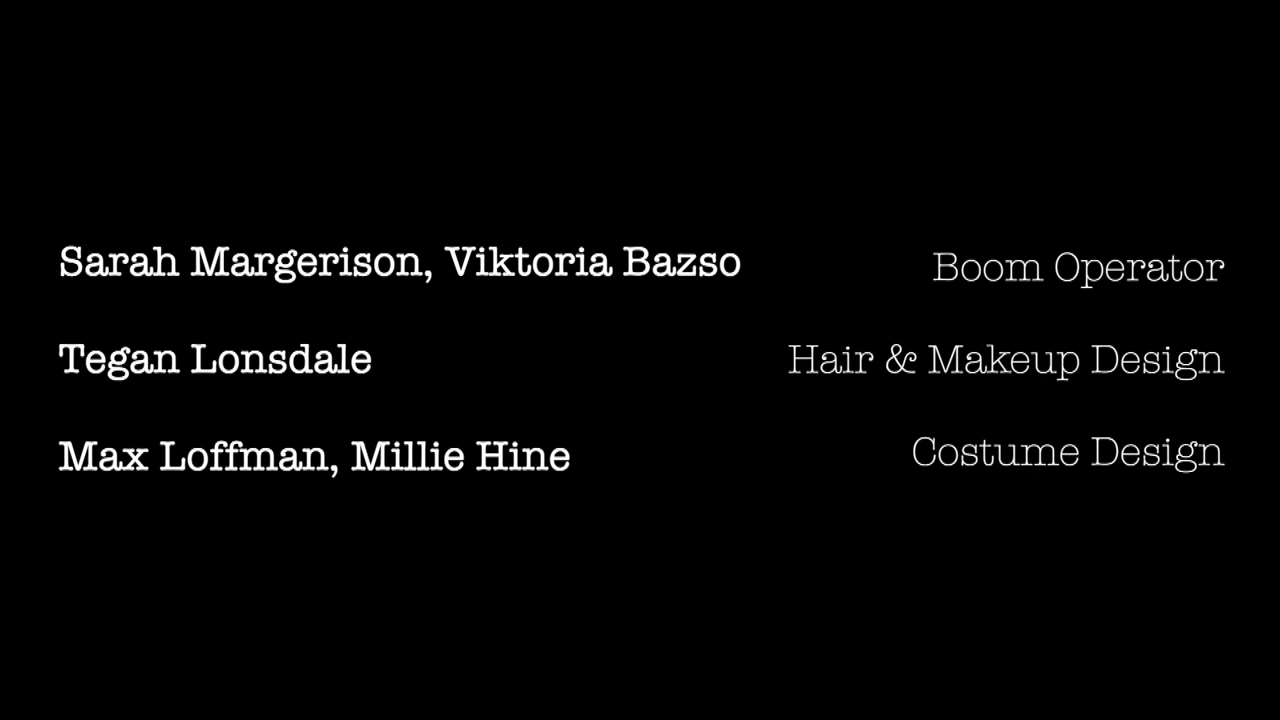 Sarah Margerison, Viktoria Bazso Boom Operator
Tegan Lonsdale Hair & Makeup Design
Max Loffman, Millie Hine Costume Design